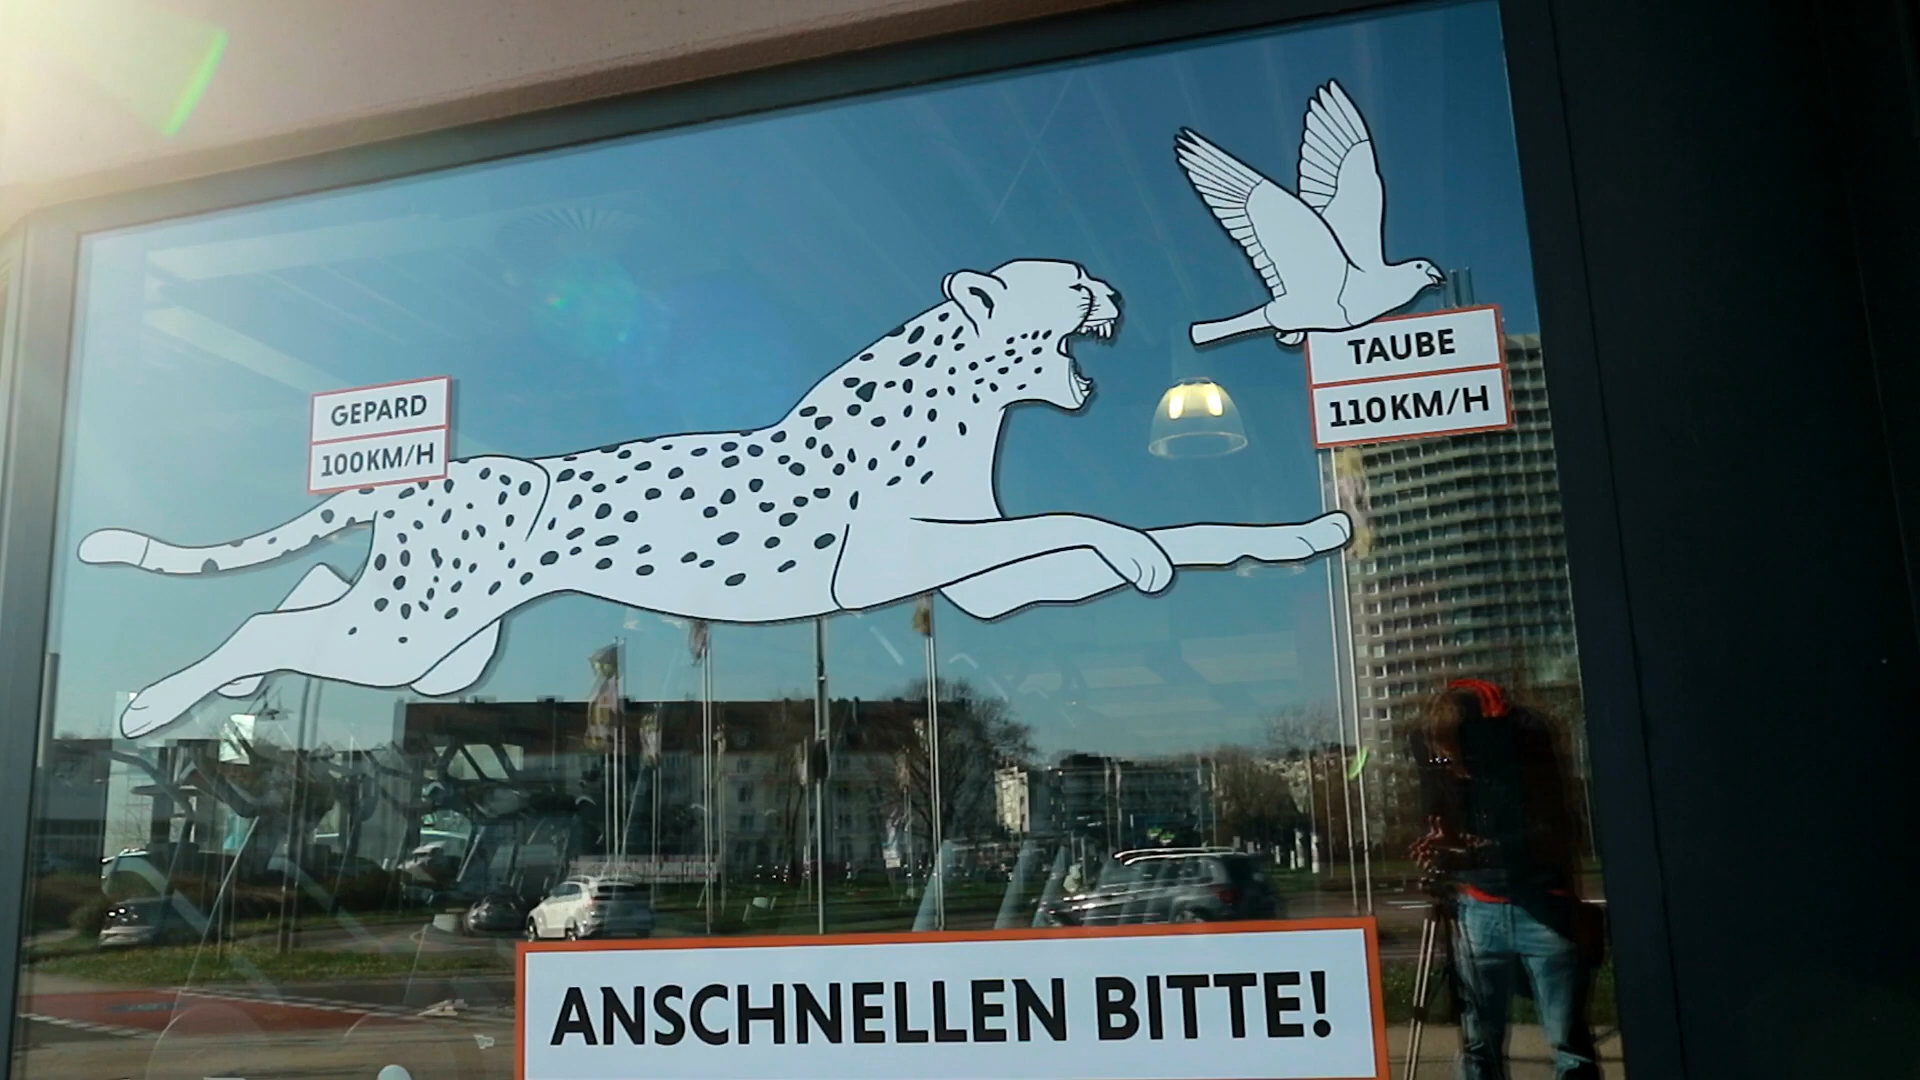 TAUBE
110KM/H
GEPARD
100KM/H
ANSCHNELLEN BITTE!